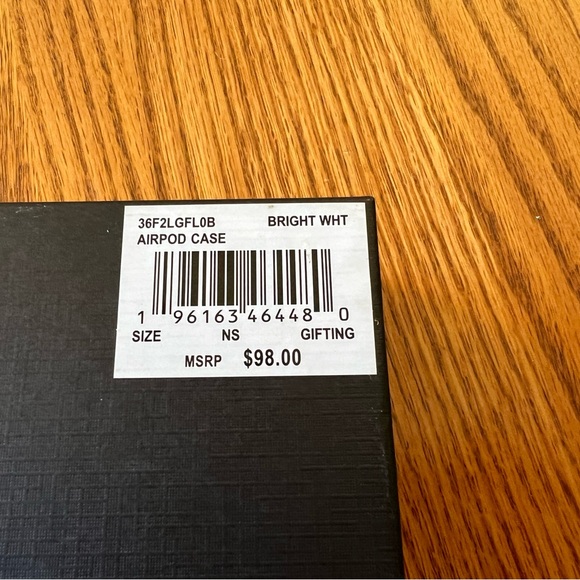 36F2LGFL0B BRIGHT WHT
AIRPOD CASE
1 96163 46448 0
SIZE NS GIFTING
MSRP $98.00